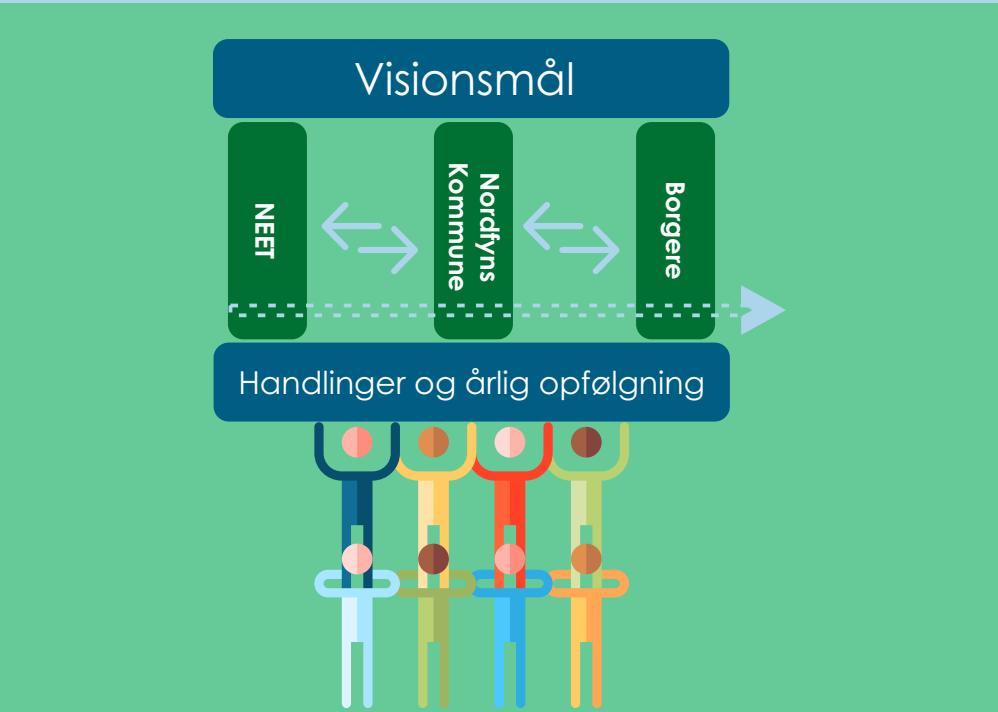 Visionsmål
NEET
Nordfyns
Kommune
Borgere
Handlinger og årlig opfølgning